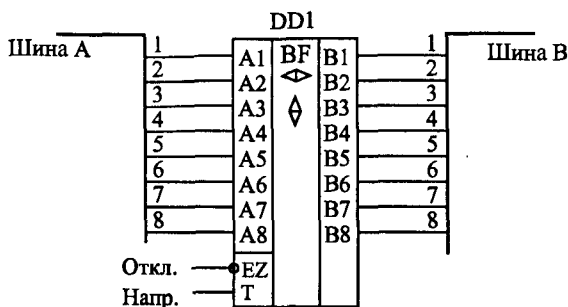 DD1
Шина А
Шина В
1 A1 BF B1 1
2 A2 B2 2
3 A3 B3 3
4 A4 B4 4
5 A5 B5 5
6 A6 B6 6
7 A7 B7 7
8 A8 B8 8
Откл. EZ
Напр. T